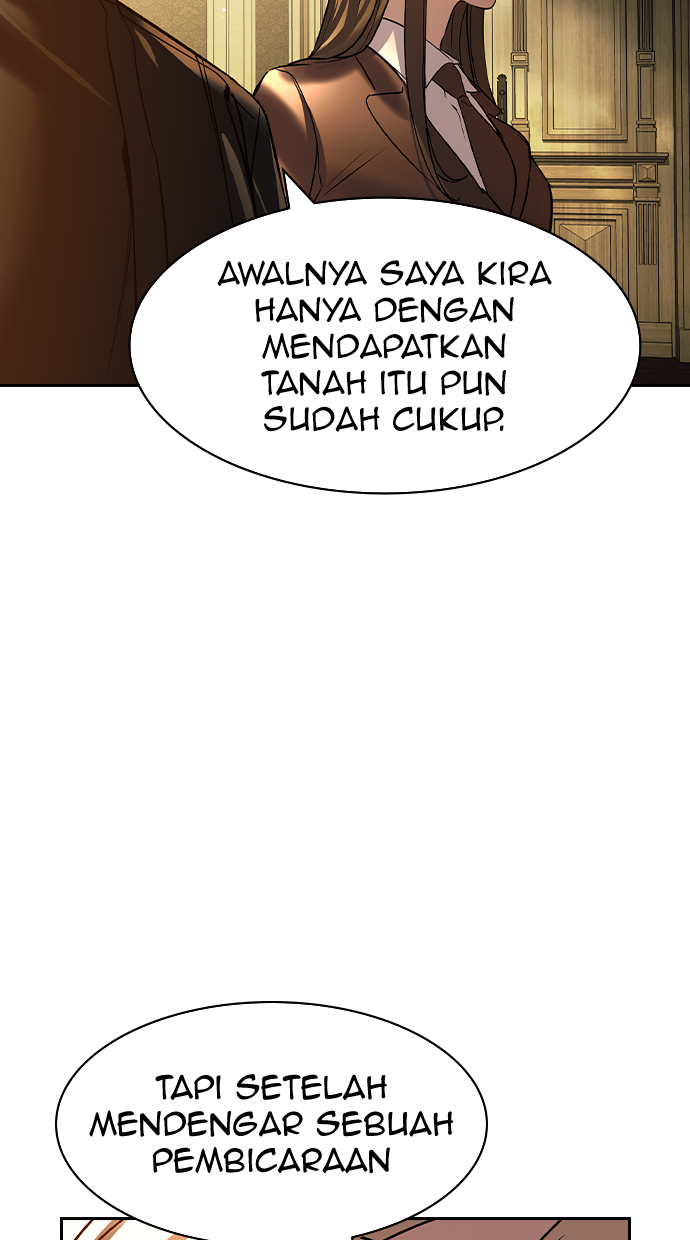 AWALNYA SAYA KIRA
HANYA DENGAN
MENDAPATKAN
TANAH ITU PUN
SUDAH CUKUP.
TAPI SETELAH
MENDENGAR SEBUAH
PEMBICARAAN